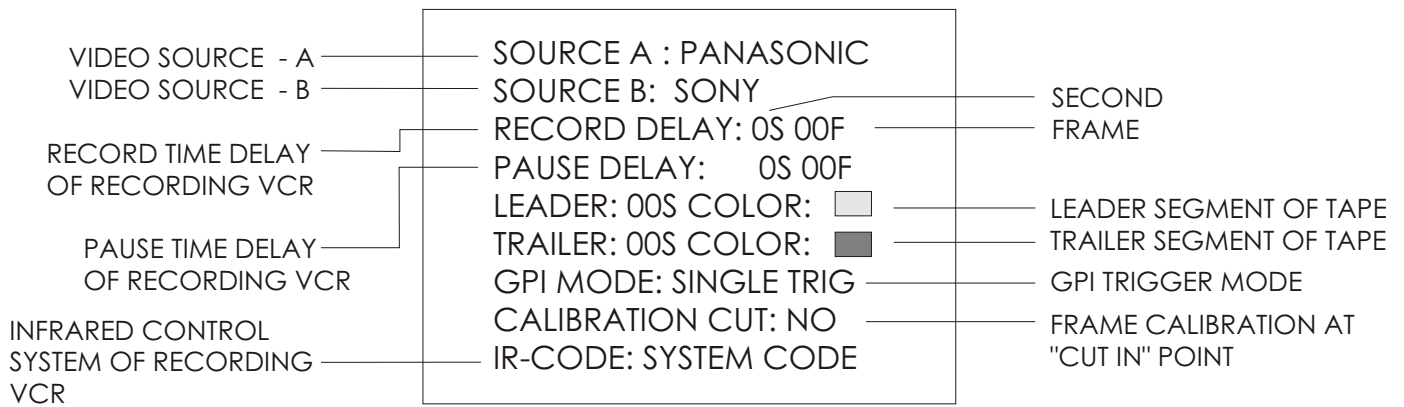 VIDEO SOURCE - A
VIDEO SOURCE - B
RECORD TIME DELAY
OF RECORDING VCR
PAUSE TIME DELAY
OF RECORDING VCR
INFRARED CONTROL
SYSTEM OF RECORDING
VCR
SOURCE A : PANASONIC
SOURCE B: SONY
RECORD DELAY: 0S 00F
PAUSE DELAY: 0S 00F
LEADER: 00S COLOR:
TRAILER: 00S COLOR:
GPI MODE: SINGLE TRIG
CALIBRATION CUT: NO
IR-CODE: SYSTEM CODE
SECOND
FRAME
LEADER SEGMENT OF TAPE
TRAILER SEGMENT OF TAPE
GPI TRIGGER MODE
FRAME CALIBRATION AT
"CUT IN" POINT